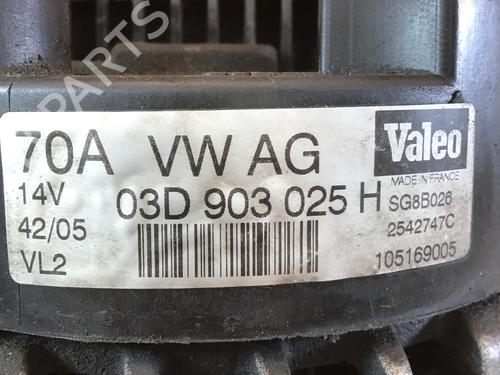 PARTS
70A VW AG Valeo
14V 03D 903 025 H MADE IN FRANCE
42/05 SG8B026
VL2 2542747C
105169005